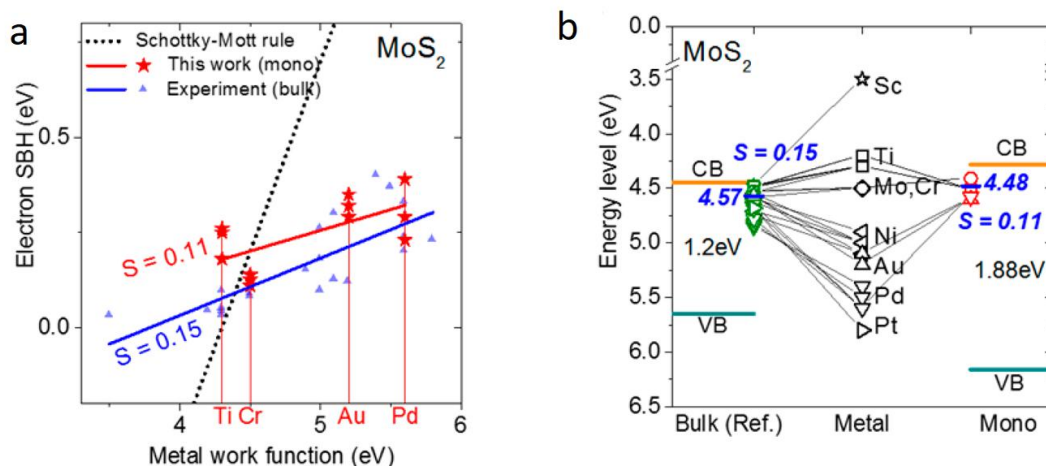 a
Schottky-Mott rule
This work (mono)
Experiment (bulk)
MoS2
Electron SBH (eV)
0.5
0.0
S = 0.11
S = 0.15
Ti Cr Au Pd
4 5 6
Metal work function (eV)
b
MoS2
Energy level (eV)
0.0
3.5
4.0
4.5
5.0
5.5
6.0
6.5
Sc
S = 0.15
Ti
CB
CB
Mo,Cr
4.57
4.48
S = 0.11
Ni
1.2eV
Au
1.88eV
Pd
Pt
VB
VB
Bulk (Ref.) Metal Mono